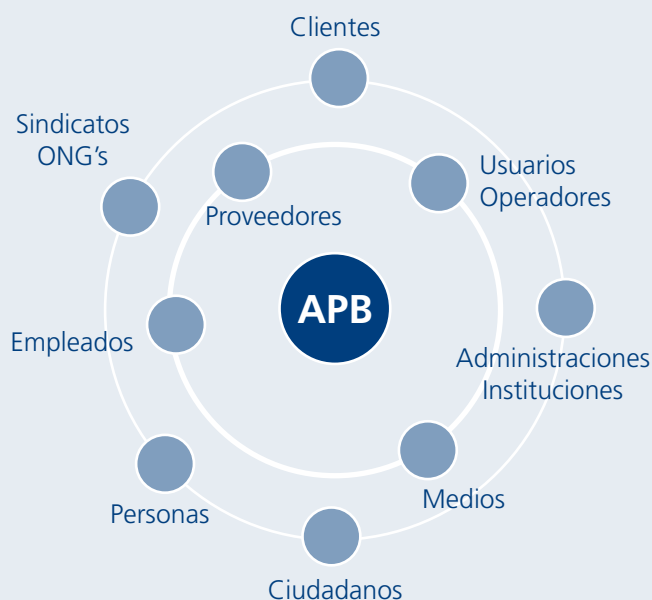 Clientes
Sindicatos
ONG's
Usuarios
Operadores
Proveedores
APB
Empleados
Administraciones
Instituciones
Medios
Personas
Ciudadanos